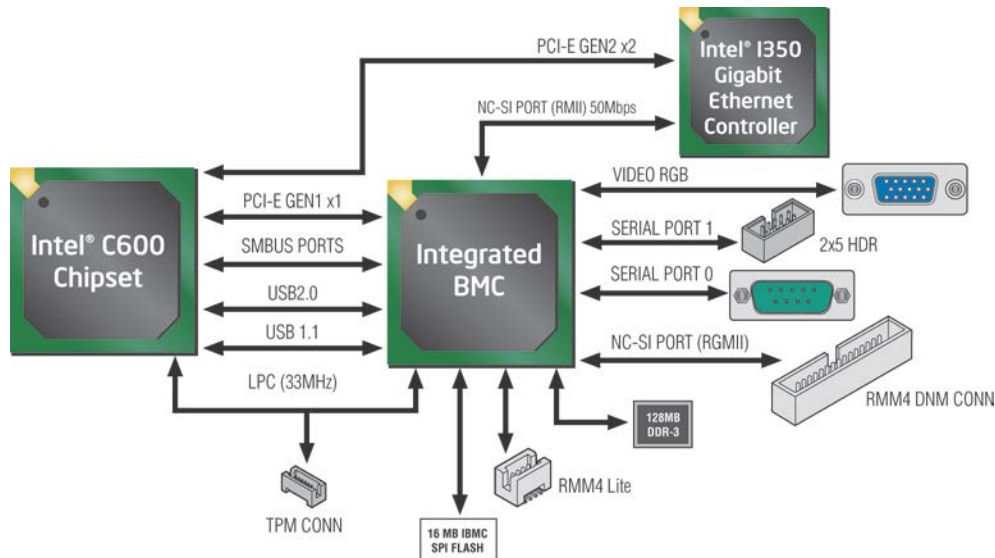 PCI-E GEN2 x2
Intel® I350
Gigabit
Ethernet
Controller
NC-SI PORT (RMII) 50Mbps
Intel® C600
Chipset
PCI-E GEN1 x1
SMBUS PORTS
USB2.0
USB 1.1
LPC (33MHz)
Integrated
BMC
VIDEO RGB
SERIAL PORT 1
2x5 HDR
SERIAL PORT 0
NC-SI PORT (RGMII)
RMM4 DNM CONN
128MB
DDR-3
RMM4 Lite
TPM CONN
16 MB IBMC
SPI FLASH